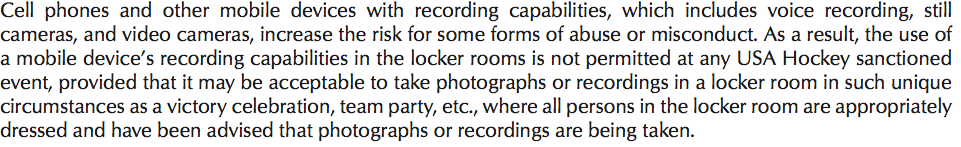 Cell phones and other mobile devices with recording capabilities, which includes voice recording, still
cameras, and video cameras, increase the risk for some forms of abuse or misconduct. As a result, the use of
a mobile device’s recording capabilities in the locker rooms is not permitted at any USA Hockey sanctioned
event, provided that it may be acceptable to take photographs or recordings in a locker room in such unique
circumstances as a victory celebration, team party, etc., where all persons in the locker room are appropriately
dressed and have been advised that photographs or recordings are being taken.